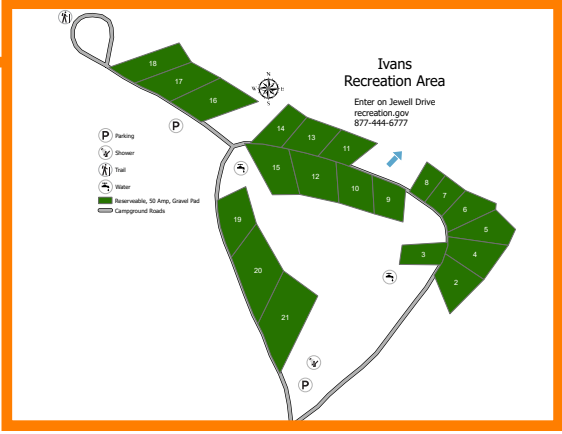 Ivans
Recreation Area
Enter on Jewell Drive
recreation.gov
877-444-6777
18
17
16
N
W
E
S
P
14
13
11
15
12
10
9
8
7
6
5
4
3
2
19
20
21
P
P Parking
Shower
Trail
Water
Reserveable, 50 Amp, Gravel Pad
Campground Roads